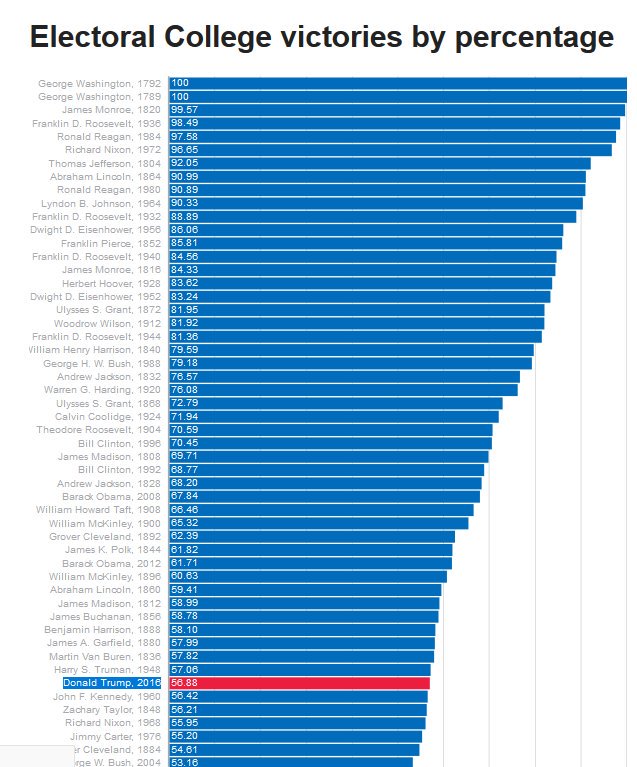 Electoral College victories by percentage
George Washington, 1792 100
George Washington, 1789 100
James Monroe, 1820 99.57
Franklin D. Roosevelt, 1936 98.49
Ronald Reagan, 1984 97.58
Richard Nixon, 1972 96.65
Thomas Jefferson, 1804 92.05
Abraham Lincoln, 1864 90.99
Ronald Reagan, 1980 90.89
Lyndon B. Johnson, 1964 90.33
Franklin D. Roosevelt, 1932 88.89
Dwight D. Eisenhower, 1956 86.06
Franklin Pierce, 1852 85.81
Franklin D. Roosevelt, 1940 84.56
James Monroe, 1816 84.33
Herbert Hoover, 1928 83.62
Dwight D. Eisenhower, 1952 83.24
Ulysses S. Grant, 1872 81.95
Woodrow Wilson, 1912 81.92
Franklin D. Roosevelt, 1944 81.36
Villiam Henry Harrison, 1840 79.59
George H. W. Bush, 1988 79.18
Andrew Jackson, 1832 76.57
Warren G. Harding, 1920 76.08
Ulysses S. Grant, 1868 72.79
Calvin Coolidge, 1924 71.94
Theodore Roosevelt, 1904 70.59
Bill Clinton, 1996 70.45
James Madison, 1808 69.71
Bill Clinton, 1992 68.77
Andrew Jackson, 1828 68.20
Barack Obama, 2008 67.84
William Howard Taft, 1908 66.46
William McKinley, 1900 65.32
Grover Cleveland, 1892 62.39
James K. Polk, 1844 61.82
Barack Obama, 2012 61.71
William McKinley, 1896 60.63
Abraham Lincoln, 1860 59.41
James Madison, 1812 58.99
James Buchanan, 1856 58.78
Benjamin Harrison, 1888 58.10
James A. Garfield, 1880 57.99
Martin Van Buren, 1836 57.82
Harry S. Truman, 1948 57.06
Donald Trump, 2016 56.88
John F. Kennedy, 1960 56.42
Zachary Taylor, 1848 56.21
Richard Nixon, 1968 55.95
Jimmy Carter, 1976 55.20
er Cleveland, 1884 54.61
rge W. Bush, 2004 53.16